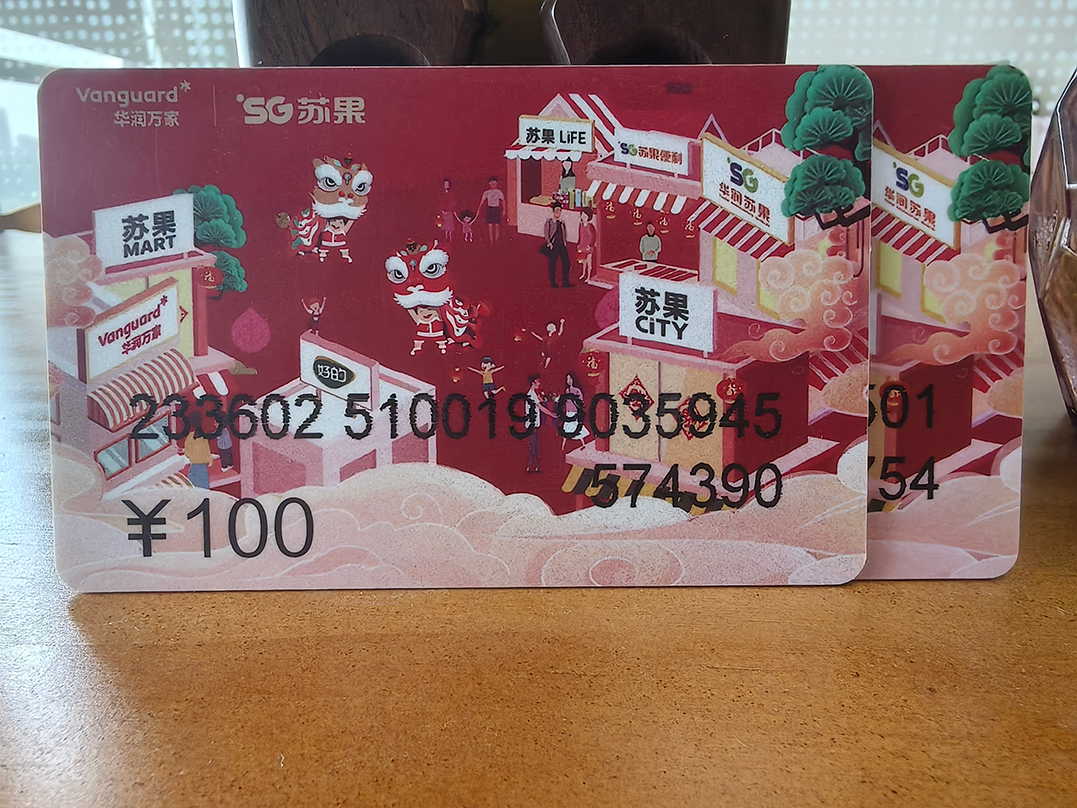 Vanguard
华润万家
SG苏果
苏果 LiFE
SG苏果便利
SG
华润苏果
苏果
MART
Vanguard
华润万家
苏果
CiTY
好的
233602 510019 9035945
574390
¥100
SG
华润苏果
501
754